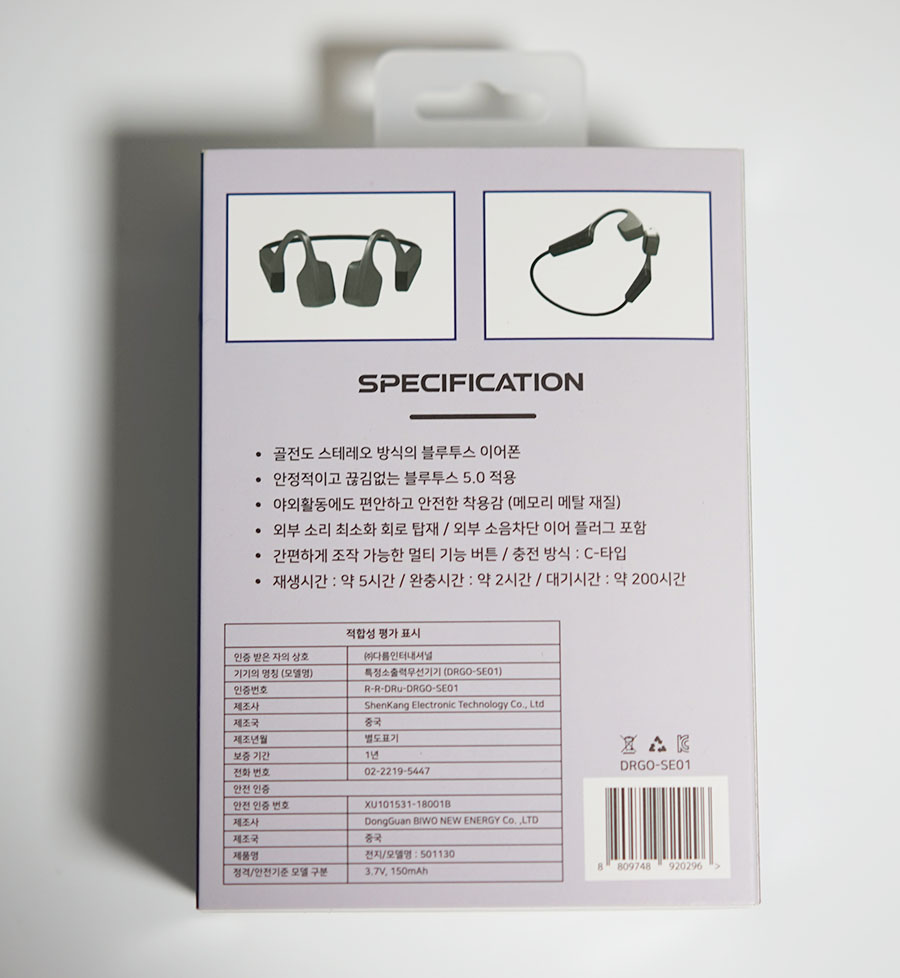 SPECIFICATION
• 골전도 스테레오 방식의 블루투스 이어폰
• 안정적이고 끊김없는 블루투스 5.0 적용
• 야외활동에도 편안하고 안전한 착용감 (메모리 메탈 재질)
• 외부 소리 최소화 회로 탑재 / 외부 소음차단 이어 플러그 포함
• 간편하게 조작 가능한 멀티 기능 버튼 / 충전 방식 : C-타입
• 재생시간 : 약 5시간 / 완충시간 : 약 2시간 / 대기시간 : 약 200시간
적합성 평가 표시
인증 받은 자의 상호 ㈜다름인터내셔널
기기의 명칭 (모델명) 특정소출력무선기기 (DRGO-SE01)
인증번호 R-R-DRu-DRGO-SE01
제조사 ShenKang Electronic Technology Co., Ltd
제조국 중국
제조년월 별도표기
보증 기간 1년
전화 번호 02-2219-5447
안전 인증
안전 인증 번호 XU101531-18001B
제조사 DongGuan BIWO NEW ENERGY Co. ,LTD
제조국 중국
제품명 전지/모델명 : 501130
정격/안전기준 모델 구분 3.7V, 150mAh
DRGO-SE01
8 809748 920296 >